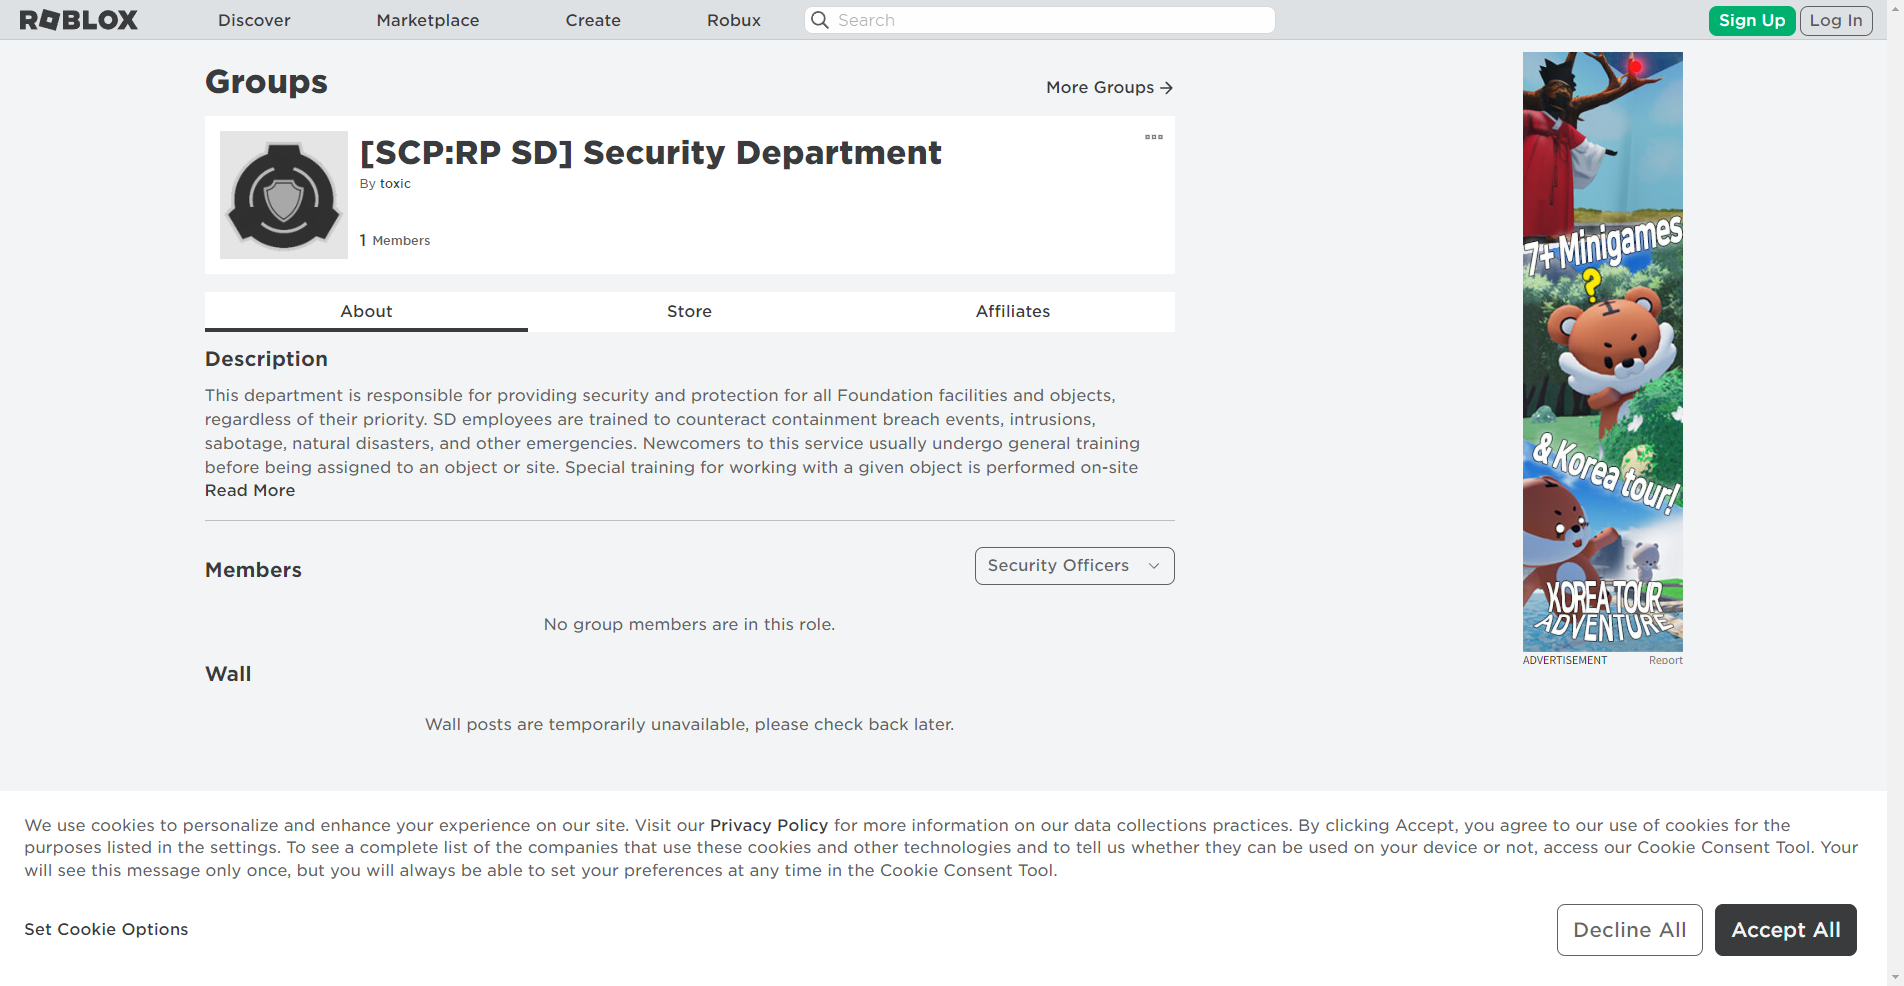 ROBLOX Discover Marketplace Create Robux Search Sign Up Log In
Groups
More Groups →
[SCP:RP SD] Security Department
By toxic
1 Members
About Store Affiliates
Description
This department is responsible for providing security and protection for all Foundation facilities and objects,
regardless of their priority. SD employees are trained to counteract containment breach events, intrusions,
sabotage, natural disasters, and other emergencies. Newcomers to this service usually undergo general training
before being assigned to an object or site. Special training for working with a given object is performed on-site
Read More
Members
Security Officers
No group members are in this role.
Wall
Wall posts are temporarily unavailable, please check back later.
7+ Minigames
?
& Korea tour!
KOREA TOUR
ADVENTURE
ADVERTISEMENT Report
We use cookies to personalize and enhance your experience on our site. Visit our Privacy Policy for more information on our data collections practices. By clicking Accept, you agree to our use of cookies for the
purposes listed in the settings. To see a complete list of the companies that use these cookies and other technologies and to tell us whether they can be used on your device or not, access our Cookie Consent Tool. Your
will see this message only once, but you will always be able to set your preferences at any time in the Cookie Consent Tool.
Set Cookie Options
Decline All
Accept All